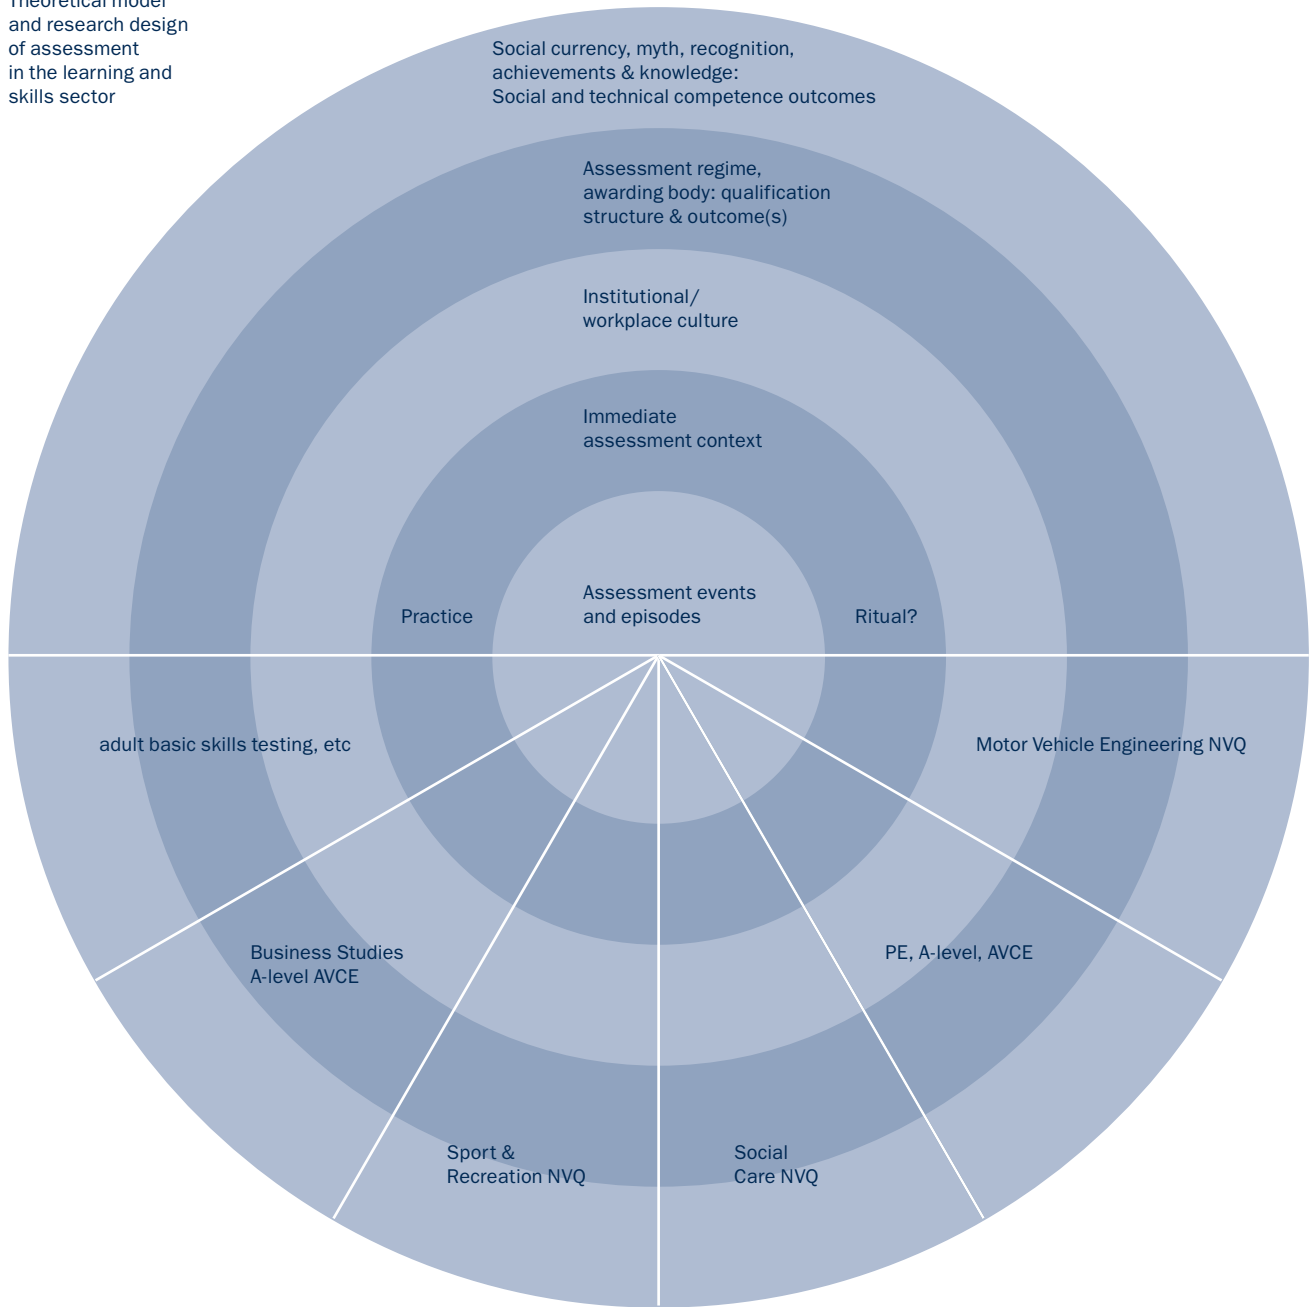 Theoretical model
and research design
of assessment
in the learning and
skills sector
Social currency, myth, recognition,
achievements & knowledge:
Social and technical competence outcomes
Assessment regime,
awarding body: qualification
structure & outcome(s)
Institutional/
workplace culture
Immediate
assessment context
Assessment events
and episodes
Practice
Ritual?
adult basic skills testing, etc
Motor Vehicle Engineering NVQ
Business Studies
A-level AVCE
PE, A-level, AVCE
Sport &
Recreation NVQ
Social
Care NVQ